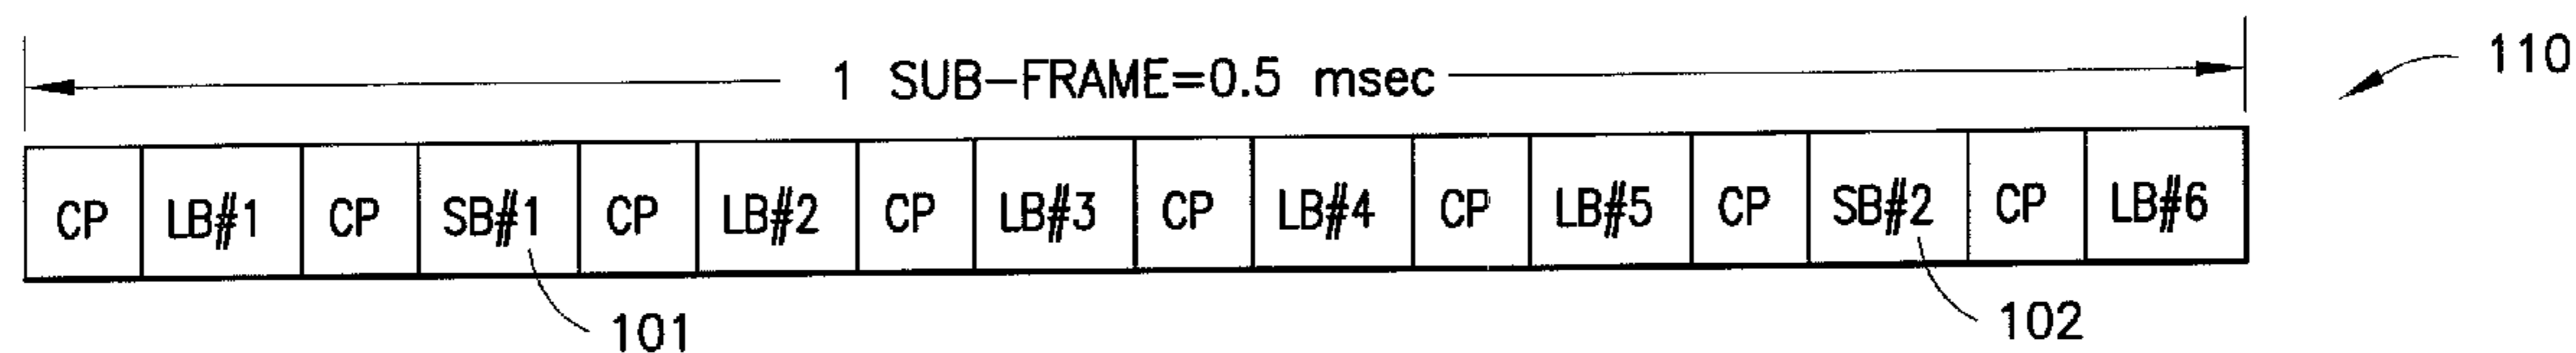 1 SUB-FRAME=0.5 msec
110
CP LB#1 CP SB#1 CP LB#2 CP LB#3 CP LB#4 CP LB#5 CP SB#2 CP LB#6
101
102